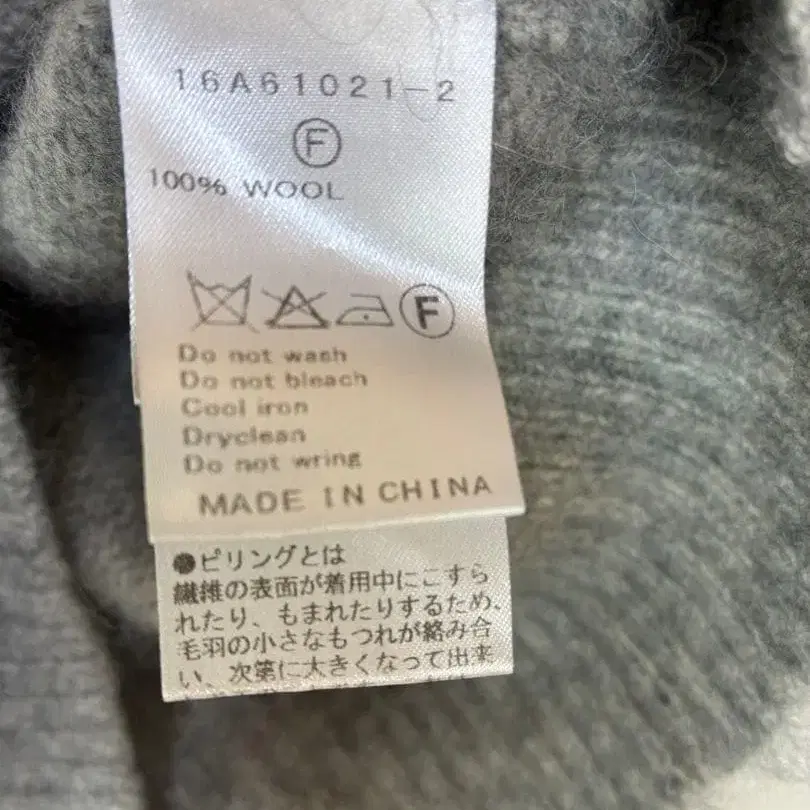 16A61021-2
F
100% WOOL
F
Do not wash
Do not bleach
Cool iron
Dryclean
Do not wring
MADE IN CHINA
●ピリングとは
繊維の表面が着用中にこすら
れたり、もまれたりするため、
毛羽の小さなもつれが絡み合
い、次第に大きくなって出来